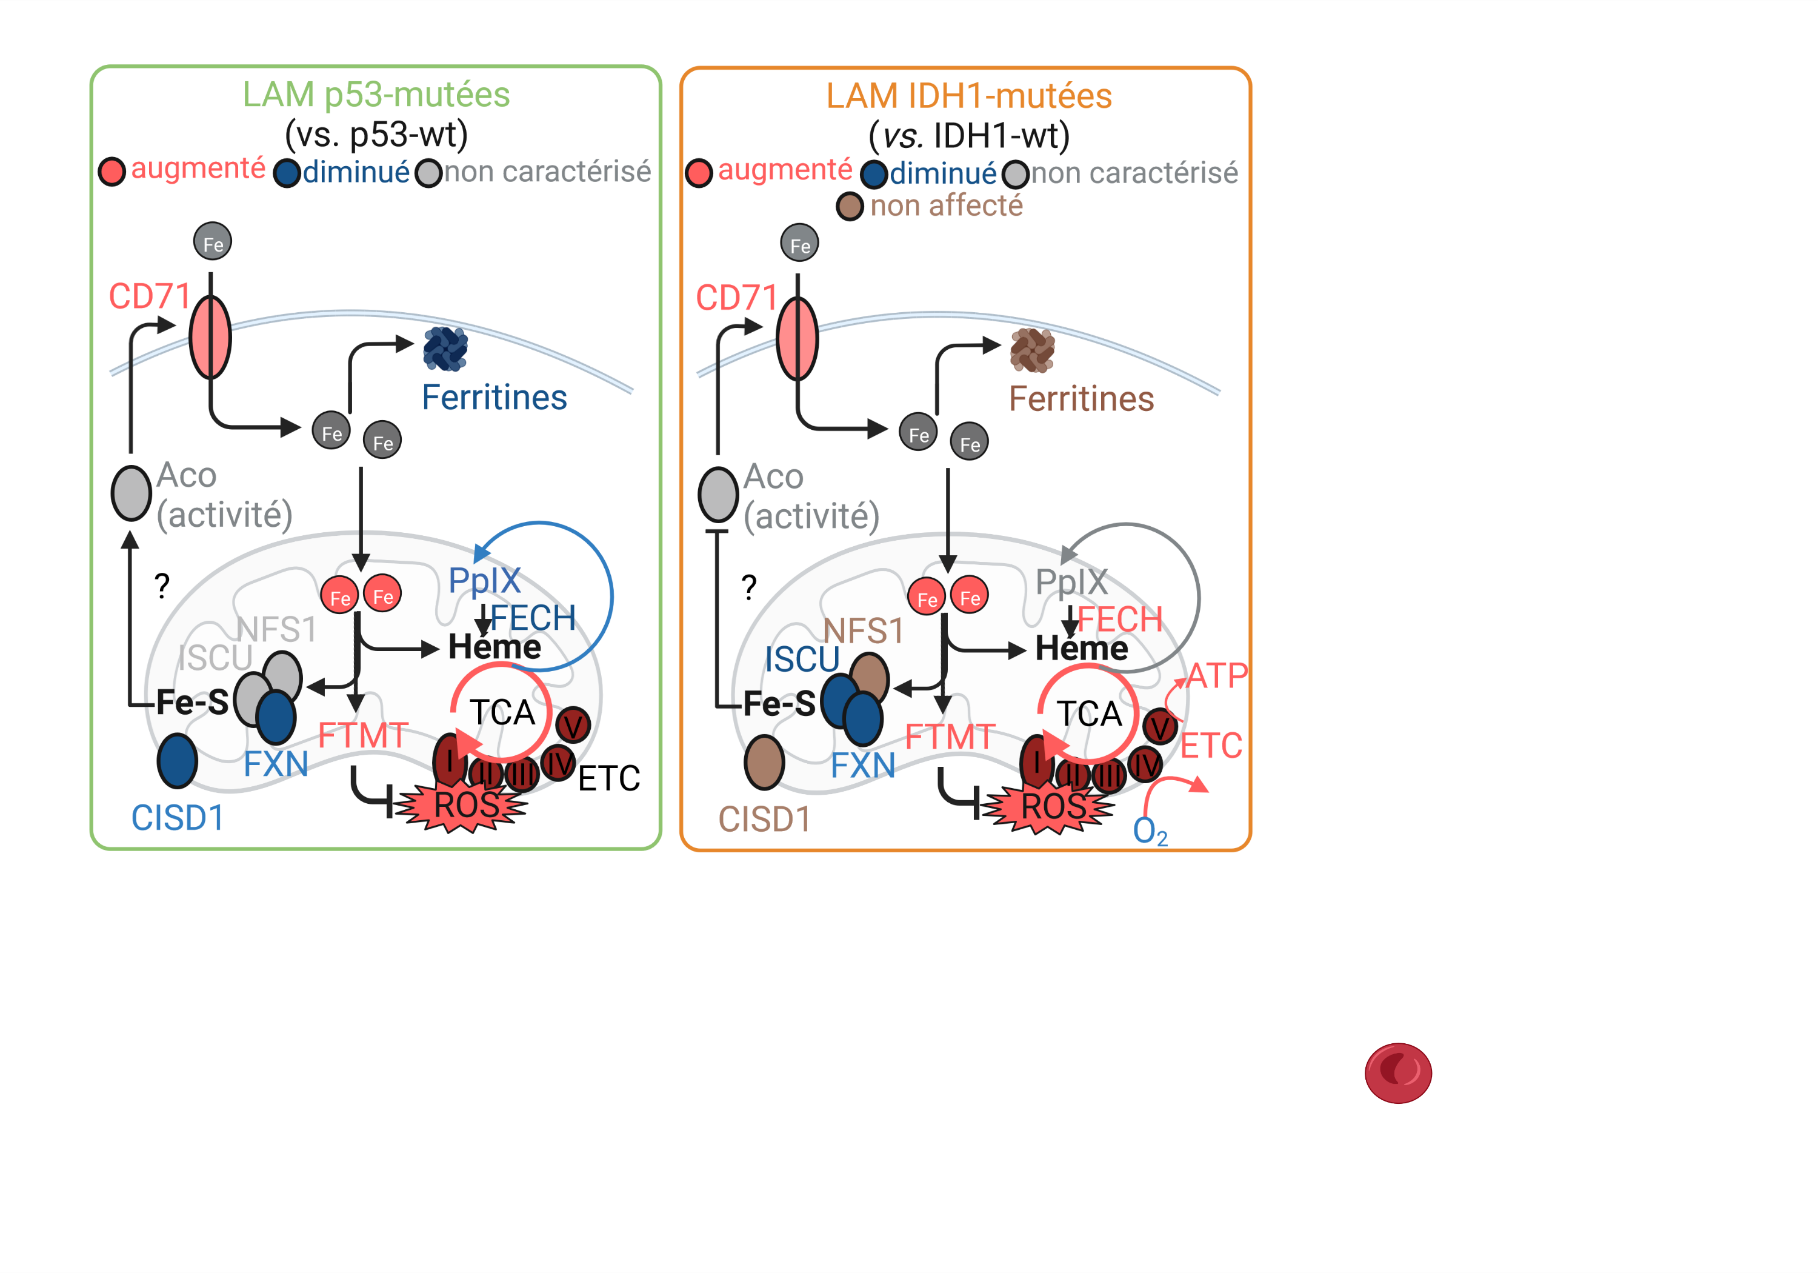 LAM p53-mutées
(vs. p53-wt)
augmenté diminué non caractérisé
Fe
CD71
Ferritines
Fe Fe
Aco
(activité)
?
Fe Fe
PpIX
FECH
Hème
NFS1
ISCU
Fe-S
FXN
CISD1
FTMT
TCA
I II III IV V
ETC
ROS
LAM IDH1-mutées
(vs. IDH1-wt)
augmenté diminué non caractérisé
non affecté
Fe
CD71
Ferritines
Fe Fe
Aco
(activité)
?
Fe Fe
PpIX
FECH
Hème
NFS1
ISCU
Fe-S
FXN
CISD1
FTMT
TCA
ATP
I II III IV V
ETC
ROS
O2